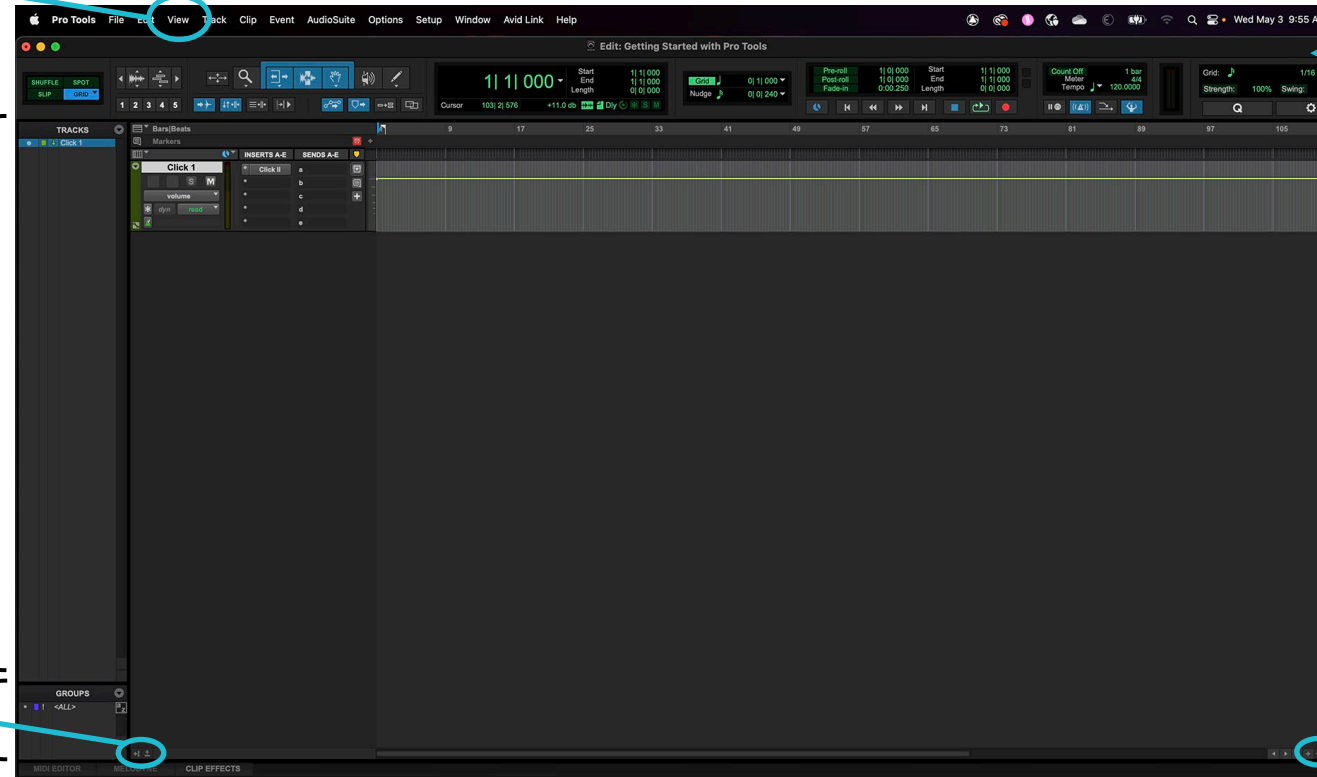 Pro Tools File Edit View Track Clip Event AudioSuite Options Setup Window Avid Link Help
Wed May 3 9:55 A
Edit: Getting Started with Pro Tools
SHUFFLE SPOT
SLIP GRID
1 2 3 4 5
1| 1| 000
Start 1| 1| 000
End 1| 1| 000
Length 0| 0| 000
Cursor 103| 2| 576 +11.0 db Dly S M
Grid 0| 1| 000
Nudge 0| 0| 240
Pre-roll 1| 0| 000 Start 1| 1| 000
Post-roll 1| 0| 000 End 1| 1| 000
Fade-in 0:00.250 Length 0| 0| 000
Count Off 1 bar
Meter 4/4
Tempo 120.0000
Grid: 1/16
Strength: 100% Swing:
Q
TRACKS
Click 1
Bars|Beats
9 17 25 33 41 49 57 65 73 81 89 97 105
Markers
INSERTS A-E SENDS A-E
Click 1 Click II a
S M b
volume c
dyn read d
e
GROUPS
! <ALL>
MIDI EDITOR CLIP EFFECTS